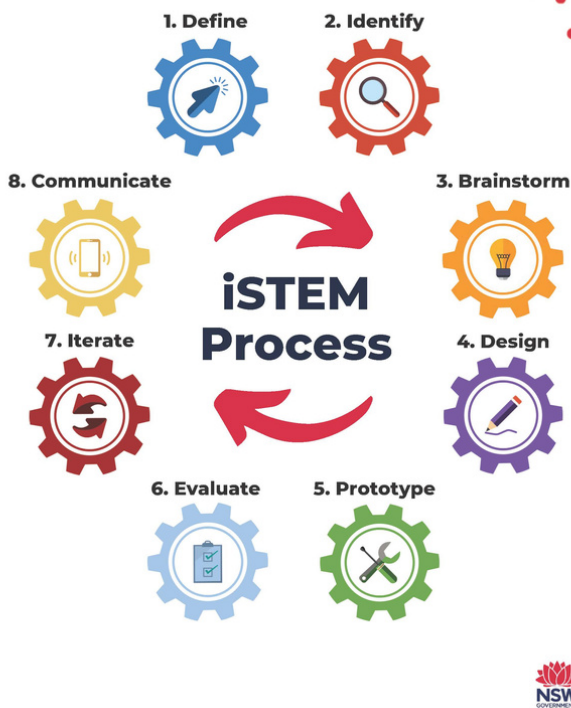 1. Define
2. Identify
8. Communicate
3. Brainstorm
iSTEM
Process
7. Iterate
4. Design
6. Evaluate
5. Prototype
NSW
GOVERNMENT